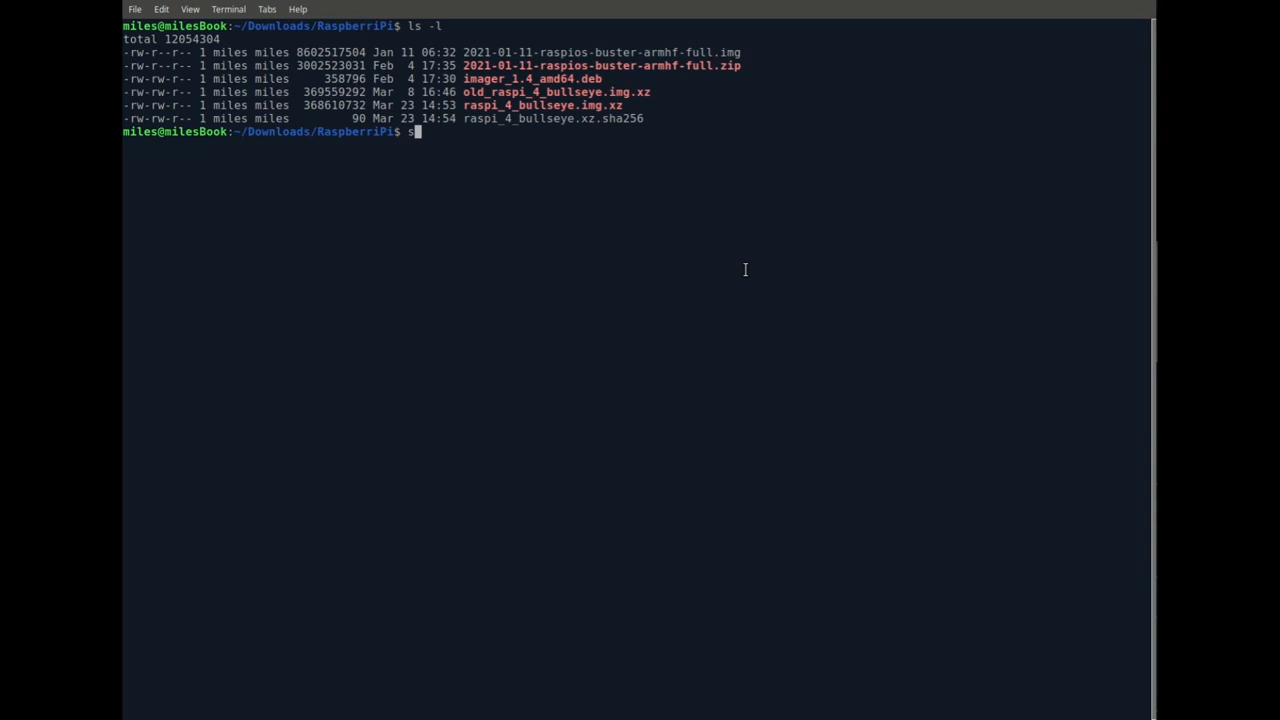 File Edit View Terminal Tabs Help
miles@milesBook:~/Downloads/RaspberriPi$ ls -l
total 12054304
-rw-r--r-- 1 miles miles 8602517504 Jan 11 06:32 2021-01-11-raspios-buster-armhf-full.img
-rw-rw-r-- 1 miles miles 3002523031 Feb  4 17:35 2021-01-11-raspios-buster-armhf-full.zip
-rw-rw-r-- 1 miles miles     358796 Feb  4 17:30 imager_1.4_amd64.deb
-rw-rw-r-- 1 miles miles  369559292 Mar  8 16:46 old_raspi_4_bullseye.img.xz
-rw-rw-r-- 1 miles miles  368610732 Mar 23 14:53 raspi_4_bullseye.img.xz
-rw-rw-r-- 1 miles miles         90 Mar 23 14:54 raspi_4_bullseye.xz.sha256
miles@milesBook:~/Downloads/RaspberriPi$ s